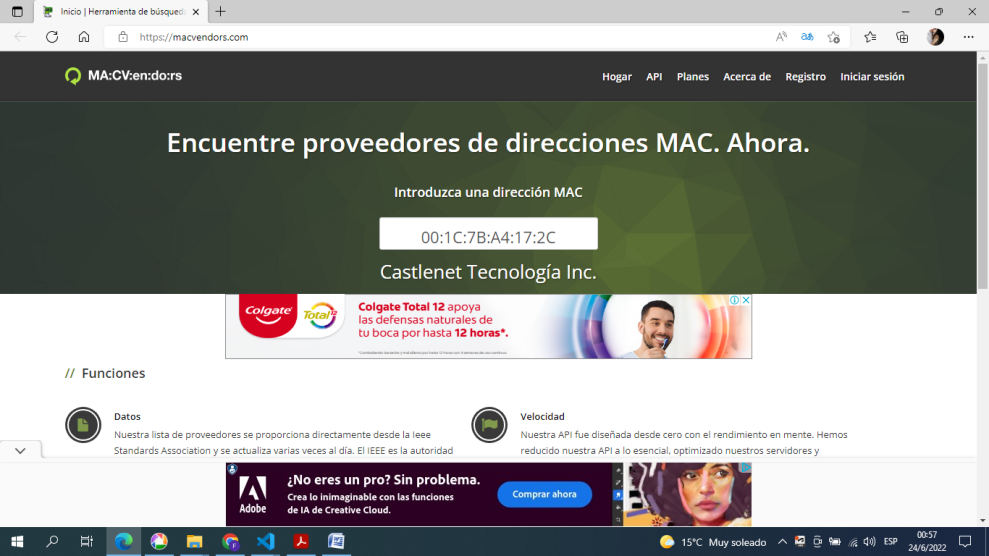 Inicio | Herramienta de búsqueda
https://macvendors.com
MA:CV:en:do:rs
Hogar API Planes Acerca de Registro Iniciar sesión
Encuentre proveedores de direcciones MAC. Ahora.
Introduzca una dirección MAC
00:1C:7B:A4:17:2C
Castlenet Tecnología Inc.
Colgate Total 12
Colgate Total 12 apoya
las defensas naturales de
tu boca por hasta 12 horas*.
// Funciones
Datos
Nuestra lista de proveedores se proporciona directamente desde la Ieee
Standards Association y se actualiza varias veces al día. El IEEE es la autoridad
Velocidad
Nuestra API fue diseñada desde cero con el rendimiento en mente. Hemos
reducido nuestra API a lo esencial, optimizado nuestros servidores y
Adobe
¿No eres un pro? Sin problema.
Crea lo inimaginable con las funciones
de IA de Creative Cloud.
Comprar ahora
15°C Muy soleado
ESP
00:57
24/6/2022